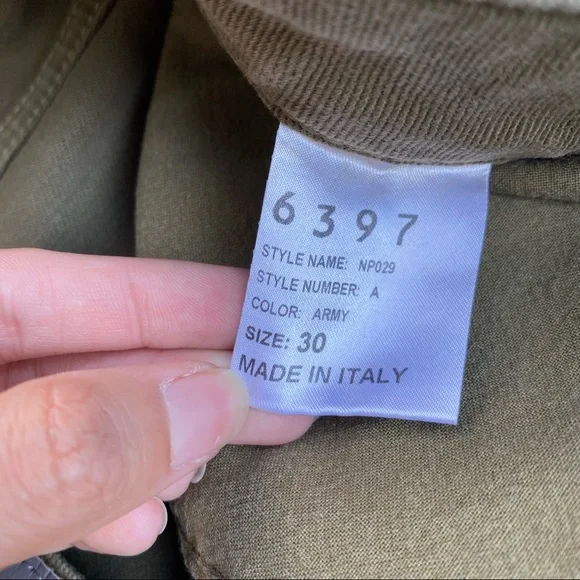 6397
STYLE NAME: NP029
STYLE NUMBER: A
COLOR: ARMY
SIZE: 30
MADE IN ITALY